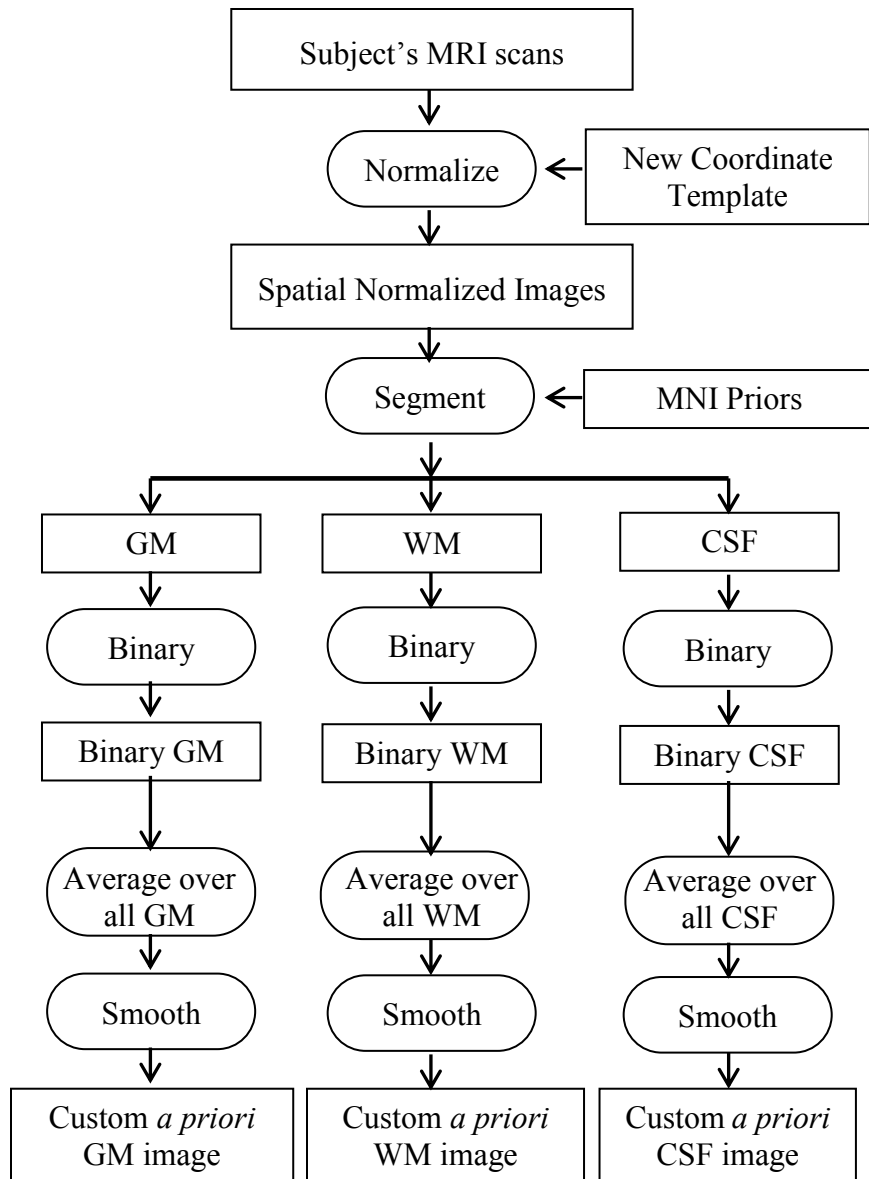 Subject's MRI scans
Normalize
New Coordinate
Template
Spatial Normalized Images
Segment
MNI Priors
GM
WM
CSF
Binary
Binary
Binary
Binary GM
Binary WM
Binary CSF
Average over
all GM
Average over
all WM
Average over
all CSF
Smooth
Smooth
Smooth
Custom a priori
GM image
Custom a priori
WM image
Custom a priori
CSF image